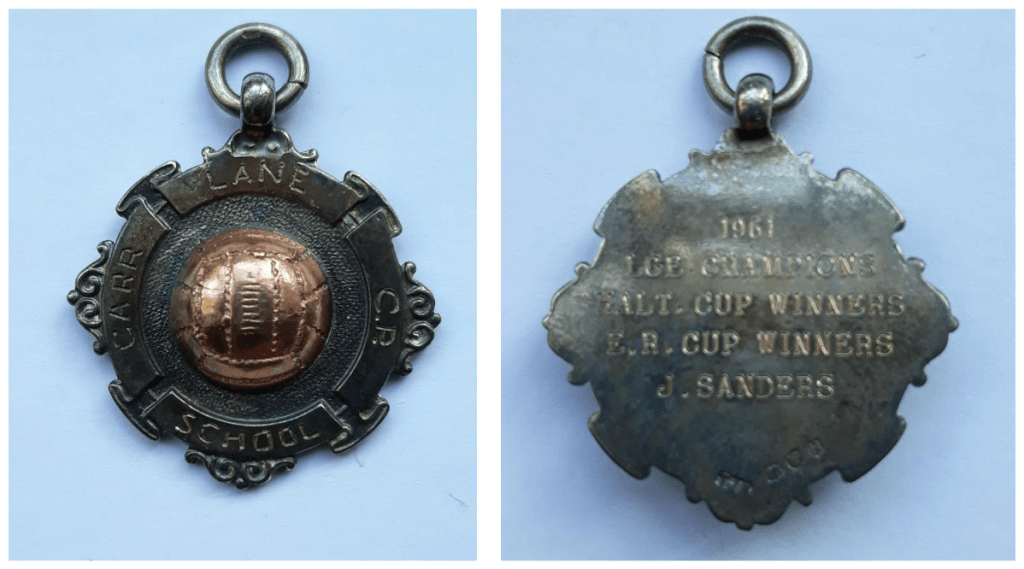 CARR
LANE
C.P.
SCHOOL
1961
LGE CHAMPIONS
HALT. CUP WINNERS
E.R. CUP WINNERS
J. SANDERS